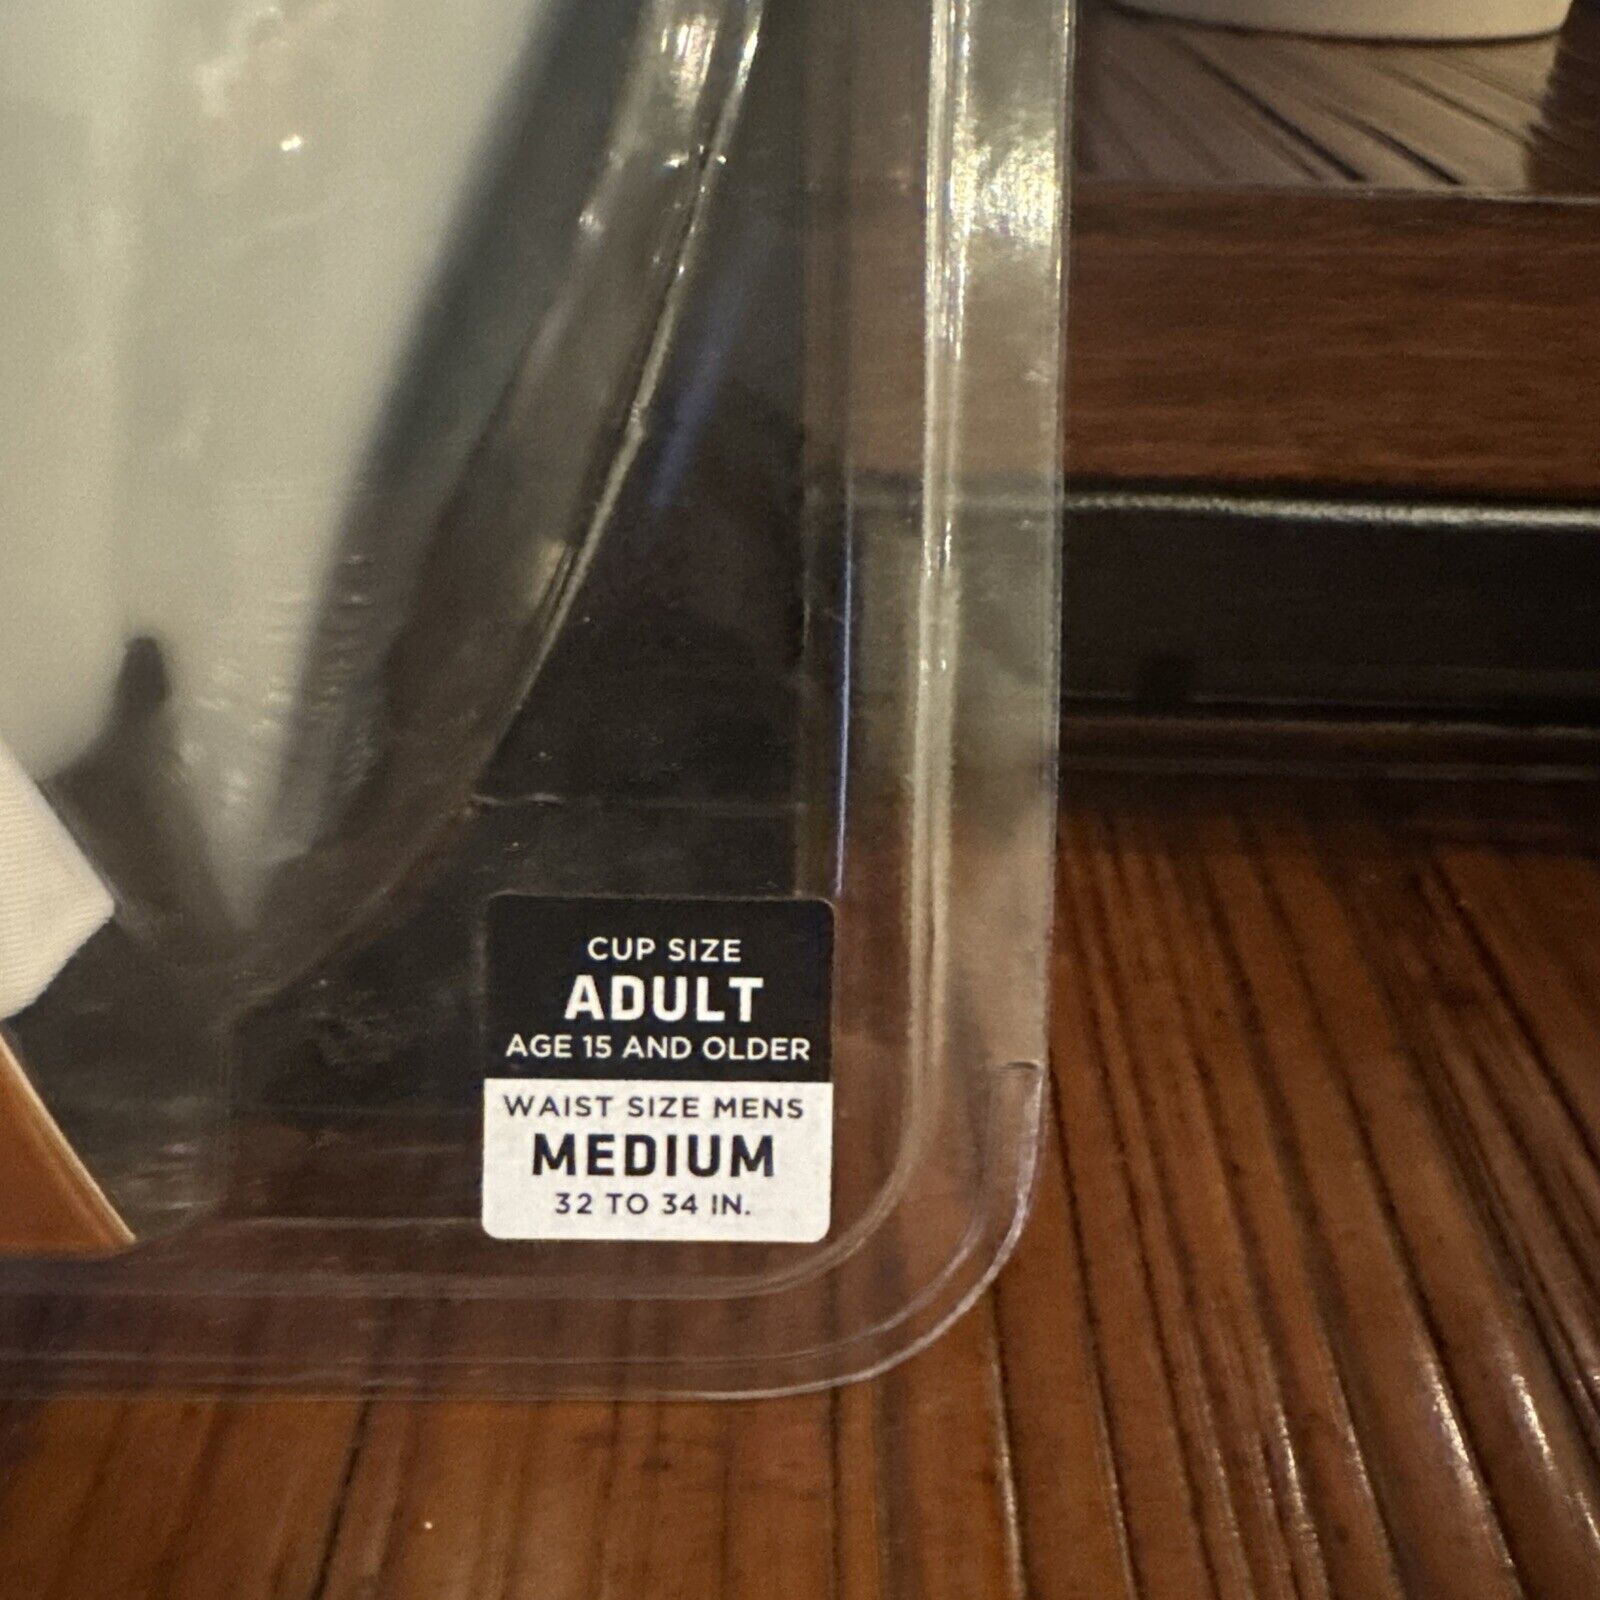 CUP SIZE
ADULT
AGE 15 AND OLDER
WAIST SIZE MENS
MEDIUM
32 TO 34 IN.